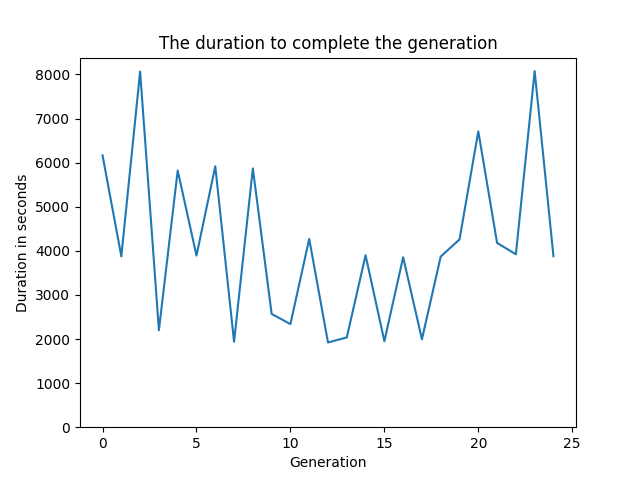 The duration to complete the generation
8000
7000
6000
5000
4000
3000
2000
1000
0
Duration in seconds
0 5 10 15 20 25
Generation